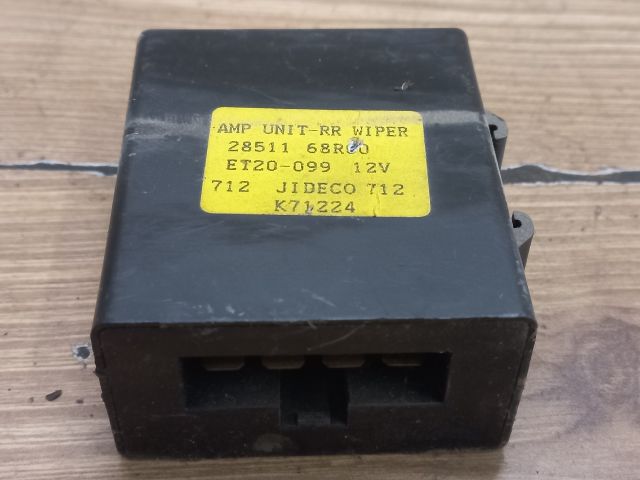 AMP UNIT-RR WIPER
28511 68R00
ET20-099 12V
712 JIDECO 712
K71224